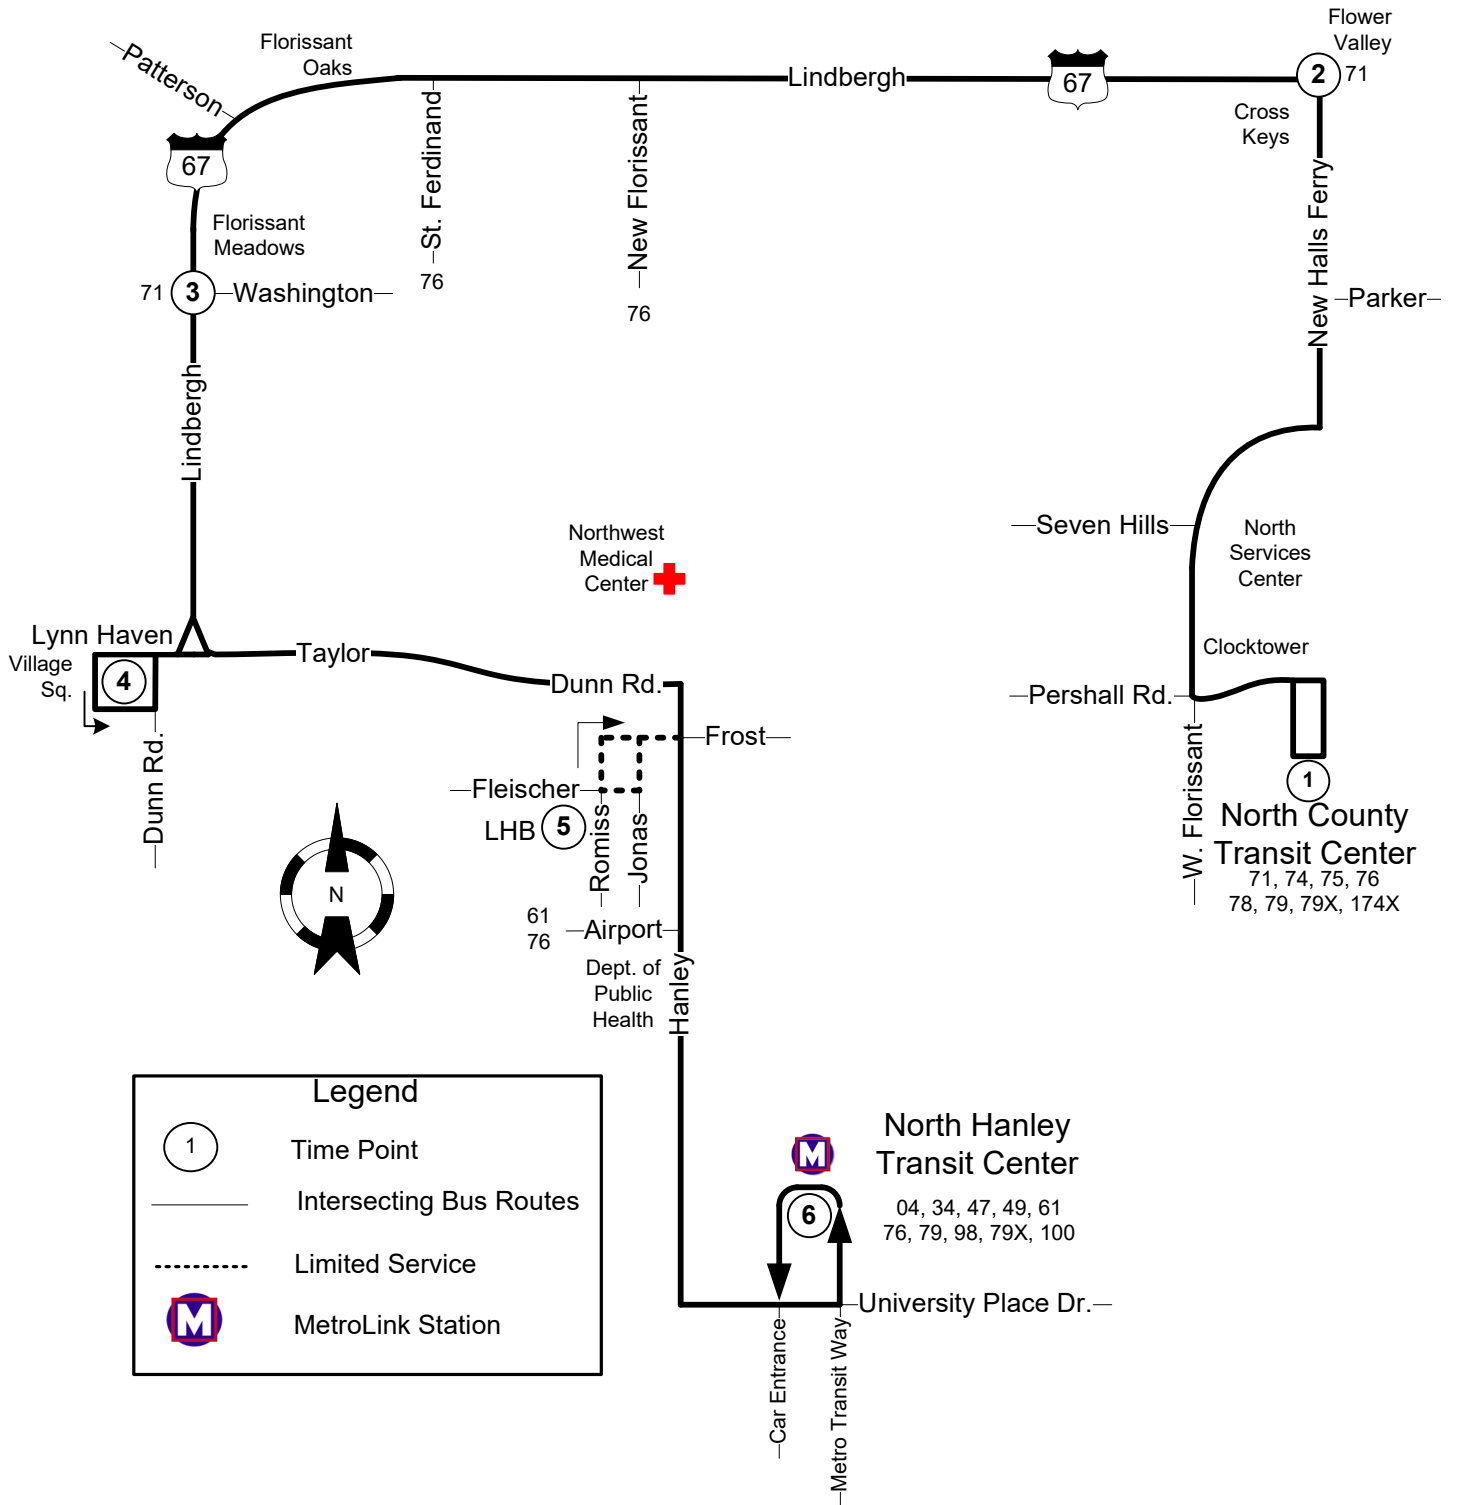 Flower
Valley
Florissant
Oaks
Patterson
Lindbergh
67
2
71
Cross
Keys
67
St. Ferdinand
New Florissant
New Halls Ferry
Florissant
Meadows
76
71
3
Washington
76
Parker
Lindbergh
Seven Hills
North
Services
Center
Northwest
Medical
Center
Lynn Haven
Village
Sq.
4
Taylor
Clocktower
Dunn Rd.
Pershall Rd.
Dunn Rd.
Frost
W. Florissant
Fleischer
LHB
5
Romiss
Jonas
1
North County
Transit Center
71, 74, 75, 76
78, 79, 79X, 174X
N
61
76
Airport
Dept. of
Public
Health
Hanley
Legend
1
Time Point
Intersecting Bus Routes
Limited Service
M
MetroLink Station
North Hanley
Transit Center
M
04, 34, 47, 49, 61
76, 79, 98, 79X, 100
6
University Place Dr.
Car Entrance
Metro Transit Way